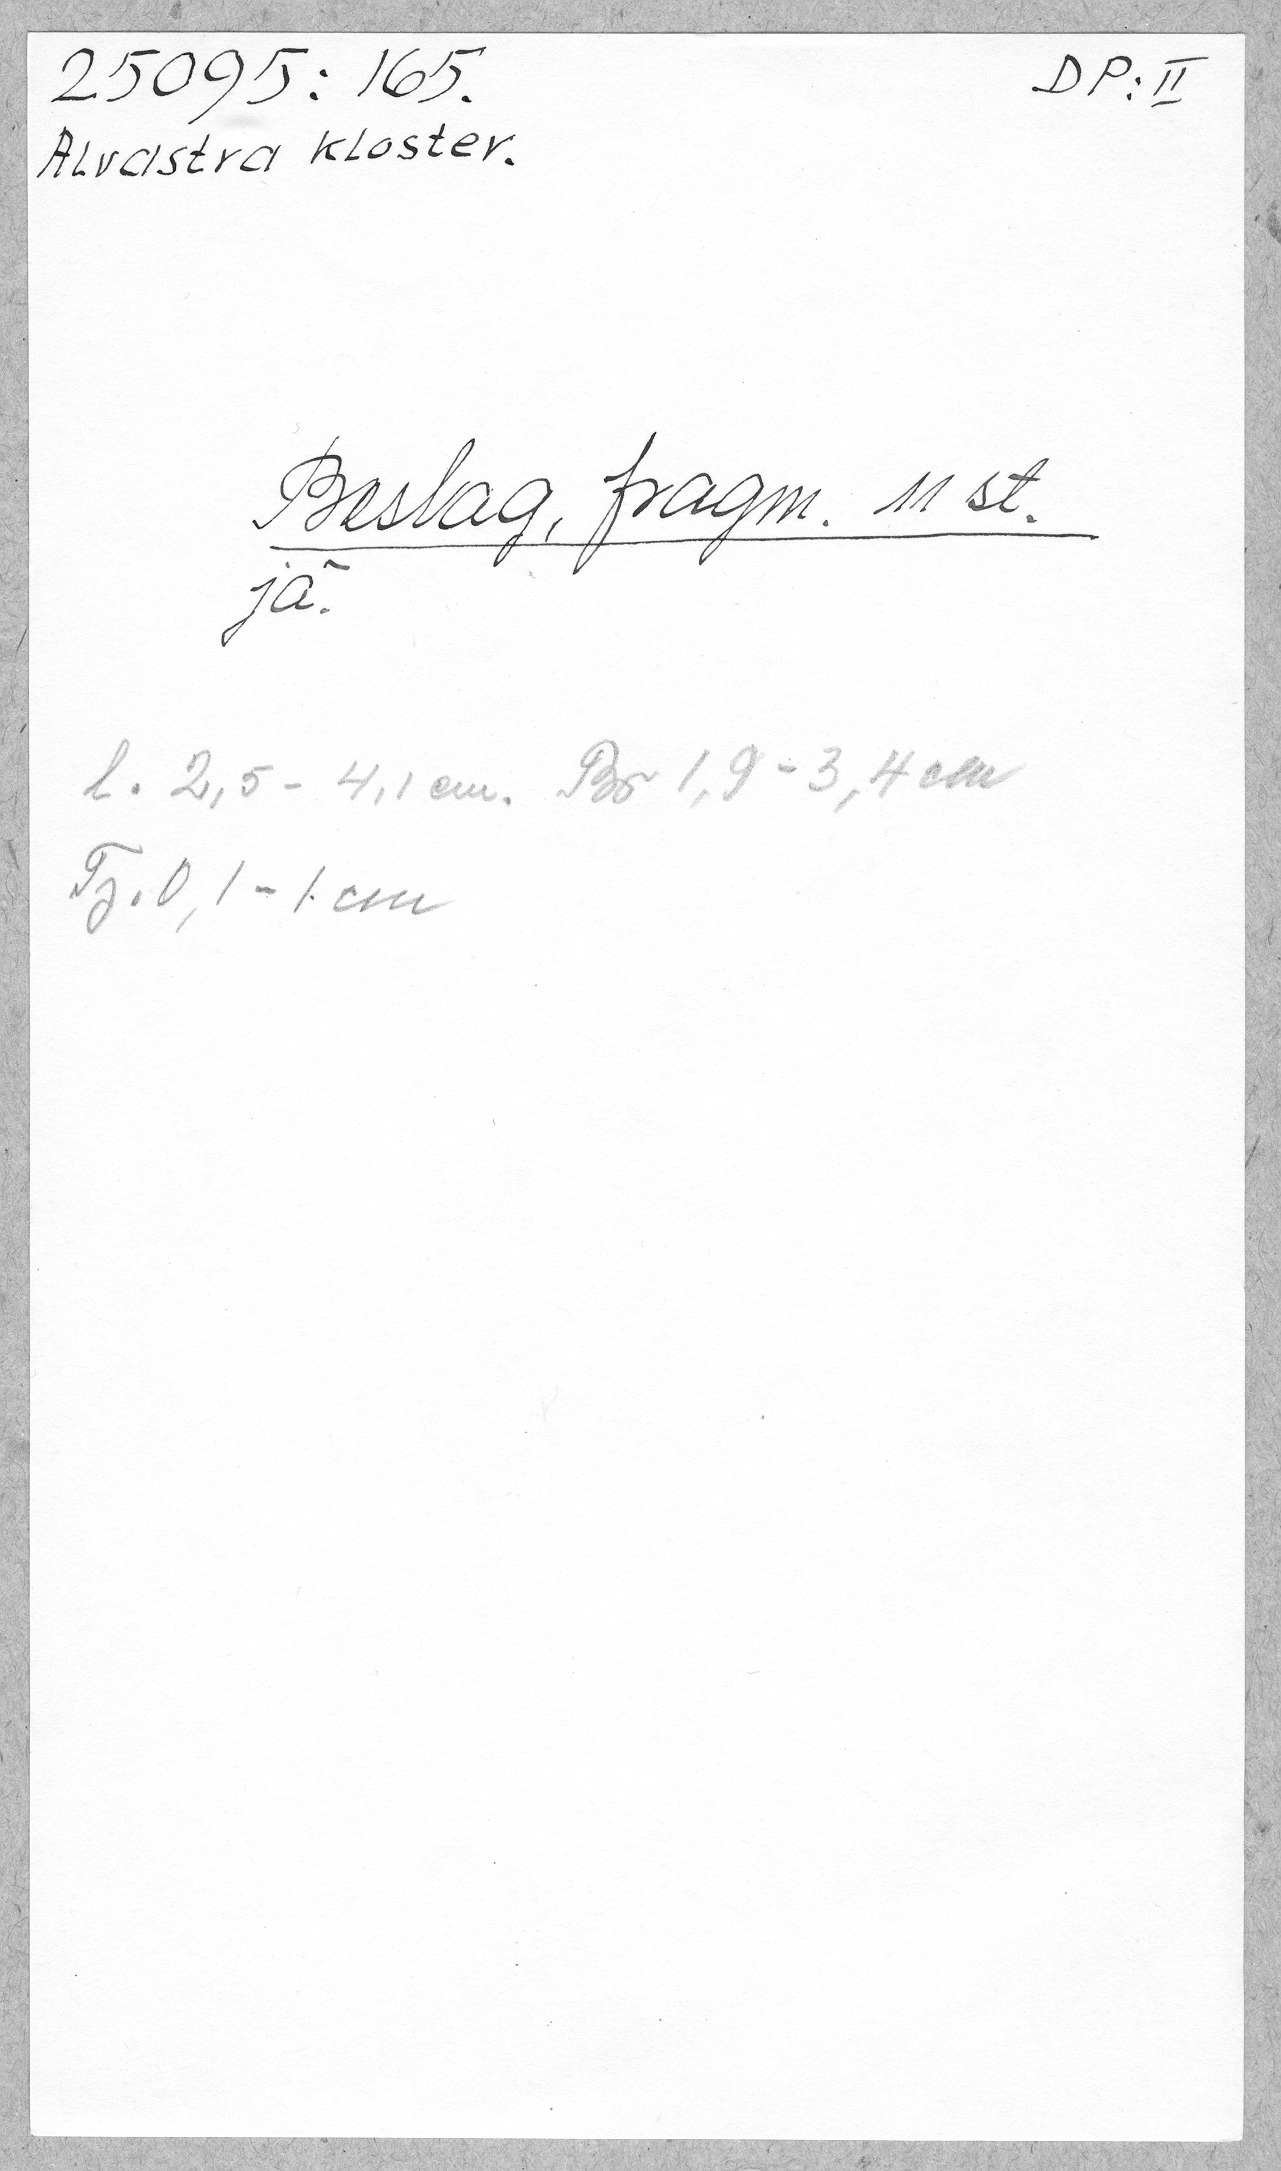 25095: 165. DP: II
Alvastra kloster.
Beslag, fragm. 11 st.
jä.
l. 2,5 - 4,1 cm. Br 1,9 - 3,4 cm
Tj. 0,1 - 1 cm